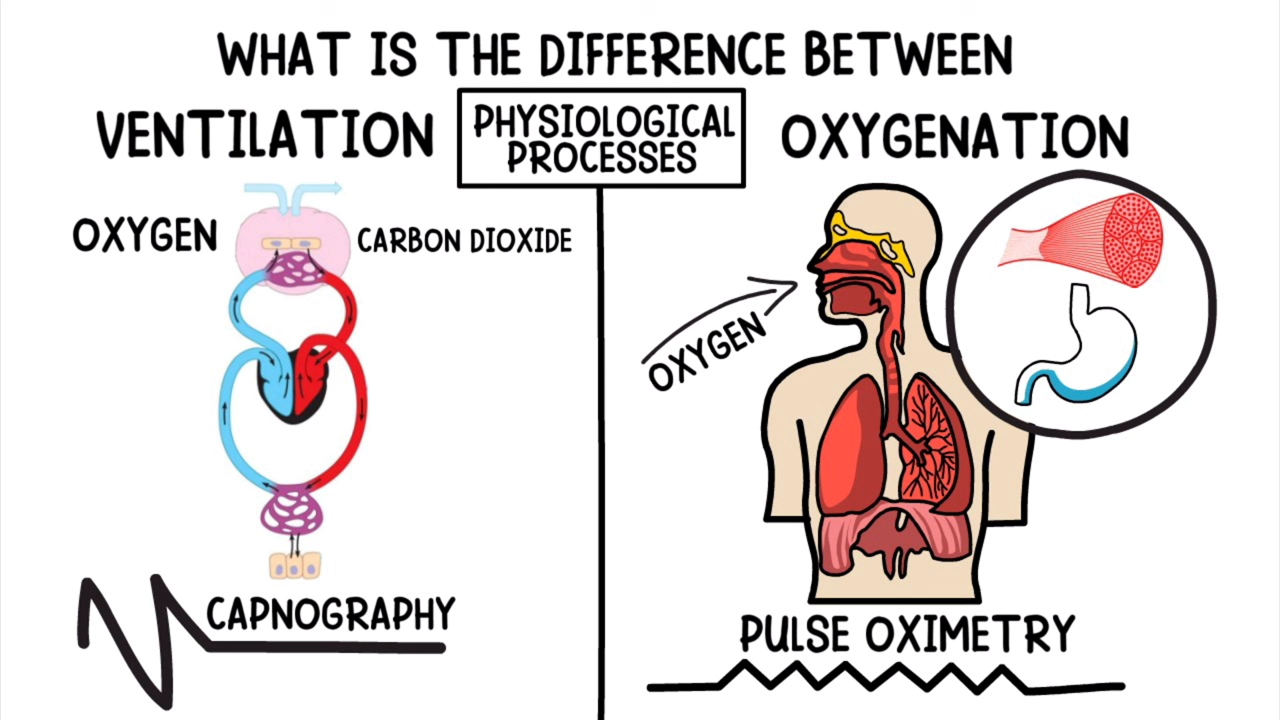 WHAT IS THE DIFFERENCE BETWEEN
VENTILATION
PHYSIOLOGICAL
PROCESSES
OXYGENATION
OXYGEN
CARBON DIOXIDE
CAPNOGRAPHY
OXYGEN
PULSE OXIMETRY